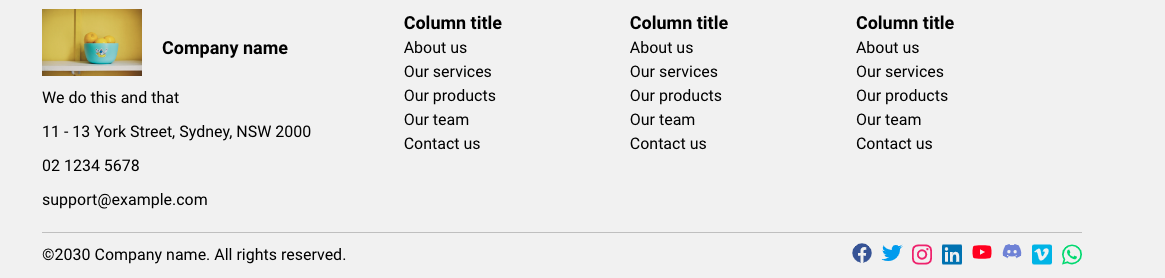 Company name
We do this and that
11 - 13 York Street, Sydney, NSW 2000
02 1234 5678
support@example.com
Column title
About us
Our services
Our products
Our team
Contact us
Column title
About us
Our services
Our products
Our team
Contact us
Column title
About us
Our services
Our products
Our team
Contact us
©2030 Company name. All rights reserved.